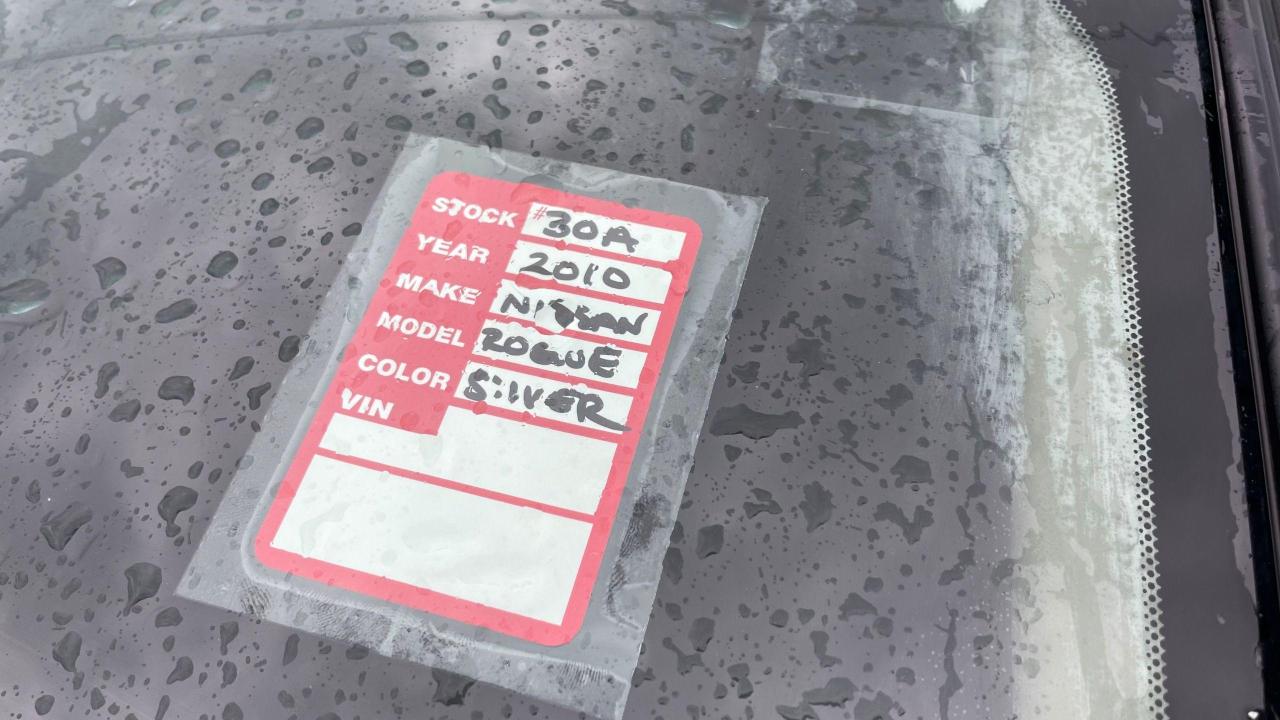 STOCK #30A
YEAR 2010
MAKE NISSAN
MODEL ROGUE
COLOR SiLVER
VIN